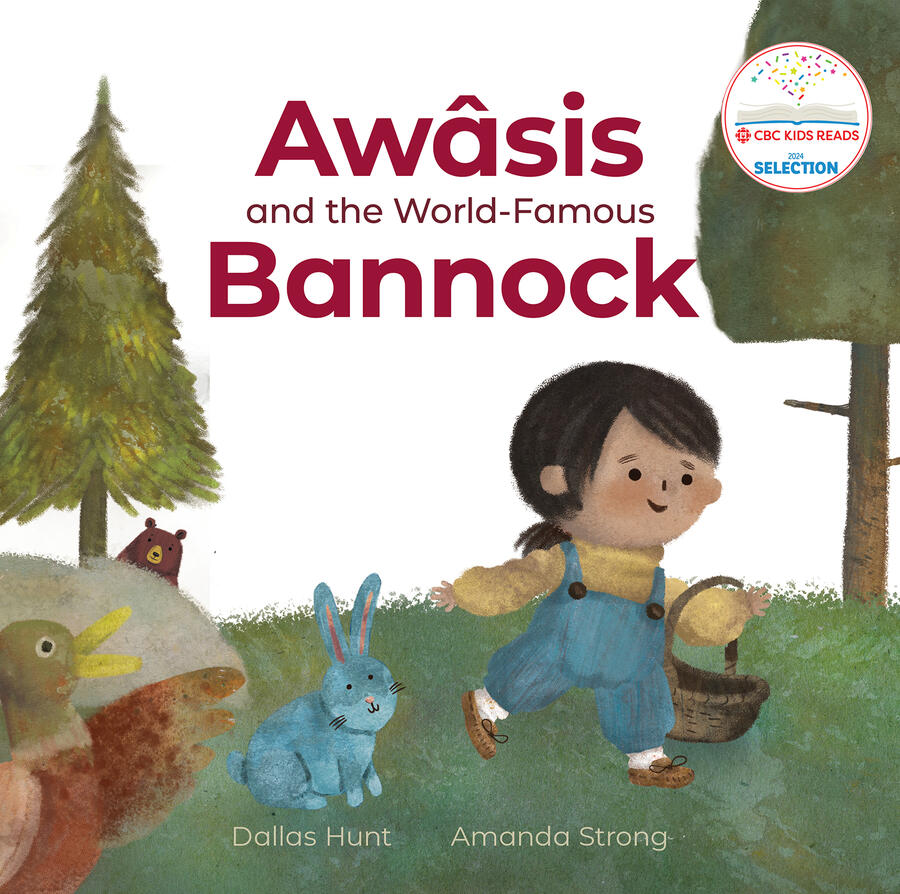 Awâsis
and the World-Famous
Bannock
CBC KIDS READS
2024
SELECTION
Dallas Hunt
Amanda Strong